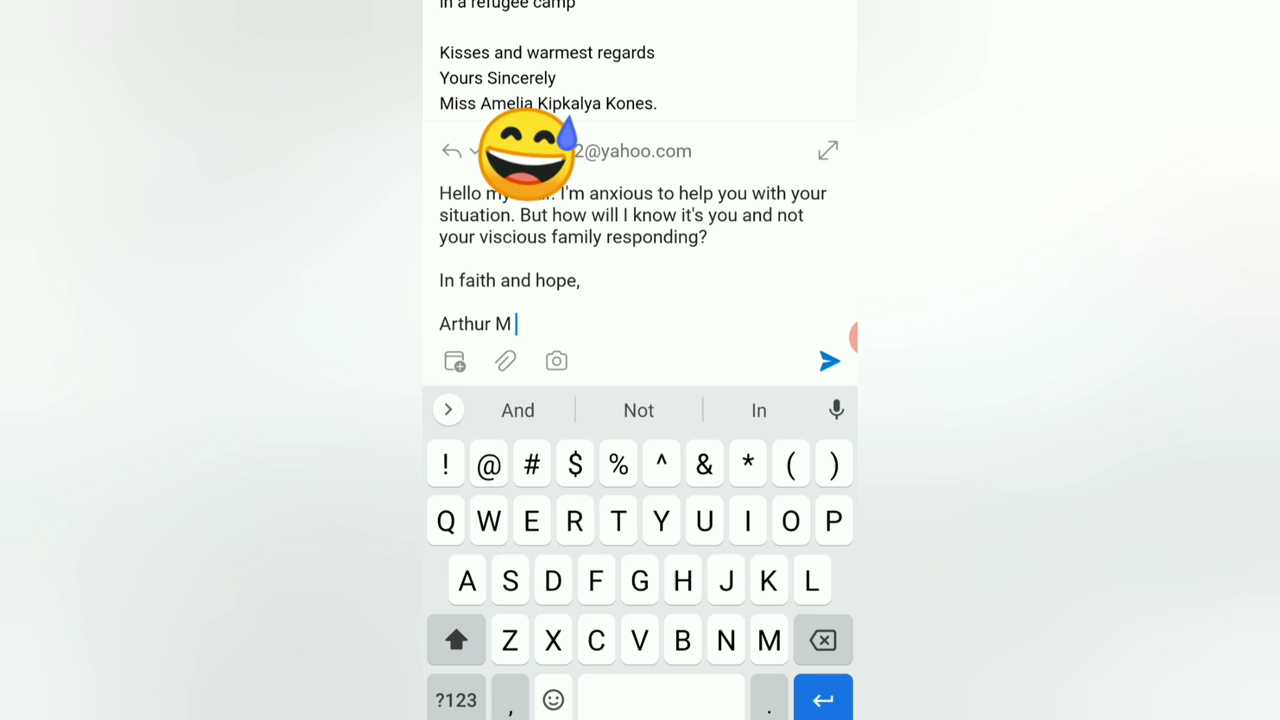 in a refugee camp
Kisses and warmest regards
Yours Sincerely
Miss Amelia Kipkalya Kones.
2@yahoo.com
Hello my I'm anxious to help you with your
situation. But how will I know it's you and not
your viscious family responding?
In faith and hope,
Arthur M
And Not In
! @ # $ % ^ & * ( )
Q W E R T Y U I O P
A S D F G H J K L
Z X C V B N M
?123 , .